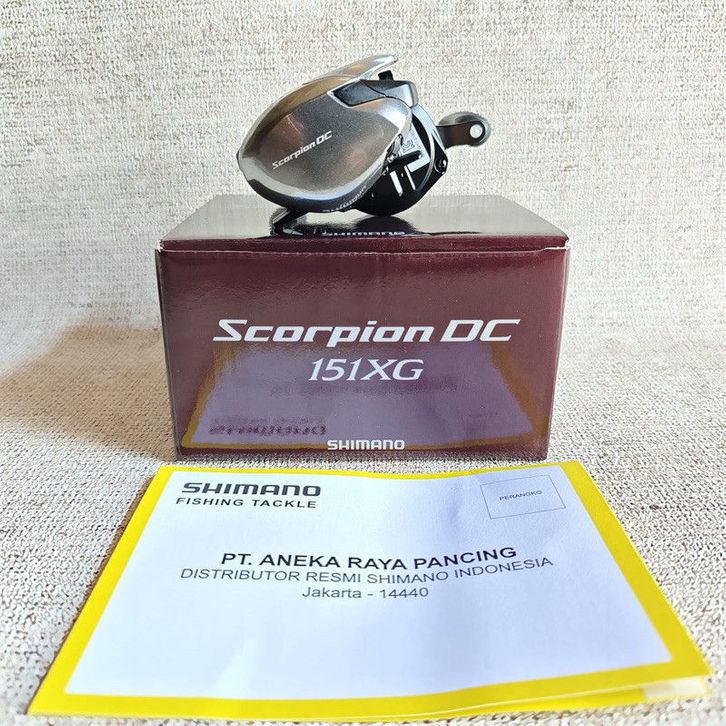 Scorpion DC
SHIMANO
Scorpion DC
151XG
SHIMANO
SHIMANO
FISHING TACKLE
PERANGKO
PT. ANEKA RAYA PANCING
DISTRIBUTOR RESMI SHIMANO INDONESIA
Jakarta - 14440